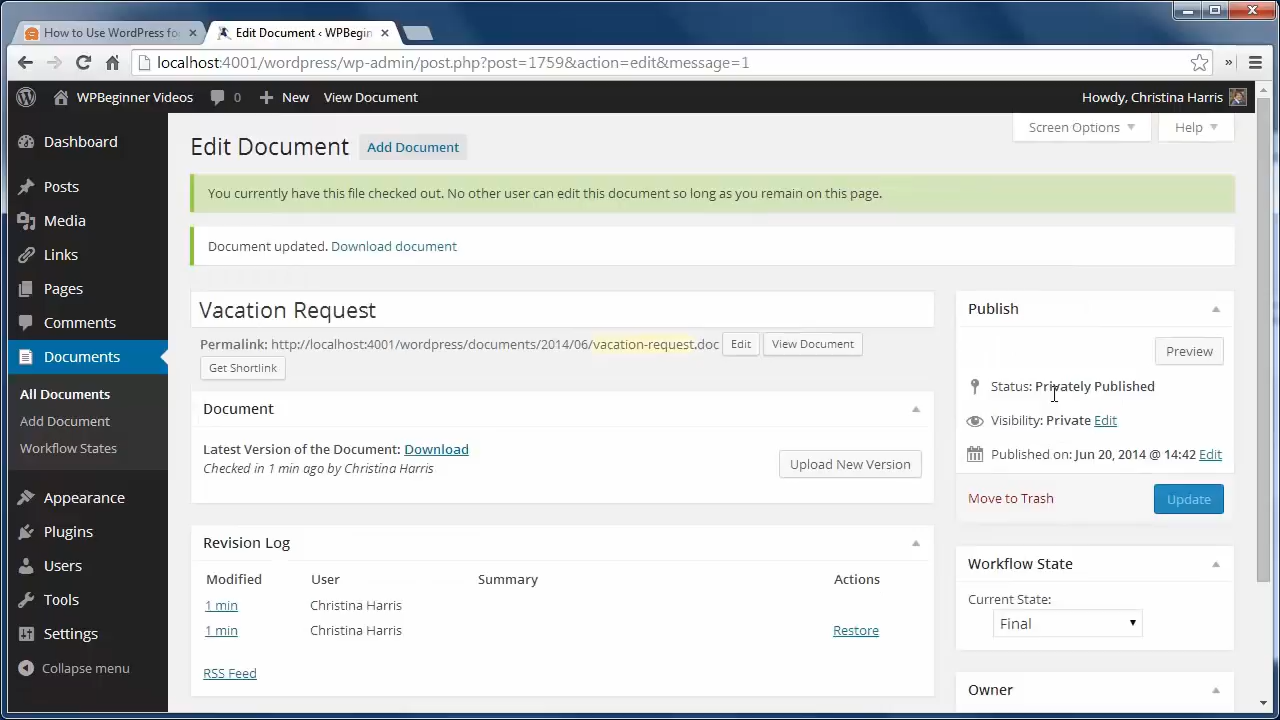 How to Use WordPress fo ×
Edit Document ‹ WPBegin ×
localhost:4001/wordpress/wp-admin/post.php?post=1759&action=edit&message=1 »
WPBeginner Videos 0 + New View Document Howdy, Christina Harris
Screen Options Help
Dashboard
Posts
Media
Links
Pages
Comments
Documents
All Documents
Add Document
Workflow States
Appearance
Plugins
Users
Tools
Settings
Collapse menu
Edit Document Add Document
You currently have this file checked out. No other user can edit this document so long as you remain on this page.
Document updated. Download document
Vacation Request
Permalink: http://localhost:4001/wordpress/documents/2014/06/vacation-request.doc Edit View Document
Get Shortlink
Document
Latest Version of the Document: Download
Checked in 1 min ago by Christina Harris
Upload New Version
Revision Log
Modified User Summary Actions
1 min Christina Harris
1 min Christina Harris Restore
RSS Feed
Publish
Preview
Status: Privately Published
Visibility: Private Edit
Published on: Jun 20, 2014 @ 14:42 Edit
Move to Trash Update
Workflow State
Current State:
Final
Owner